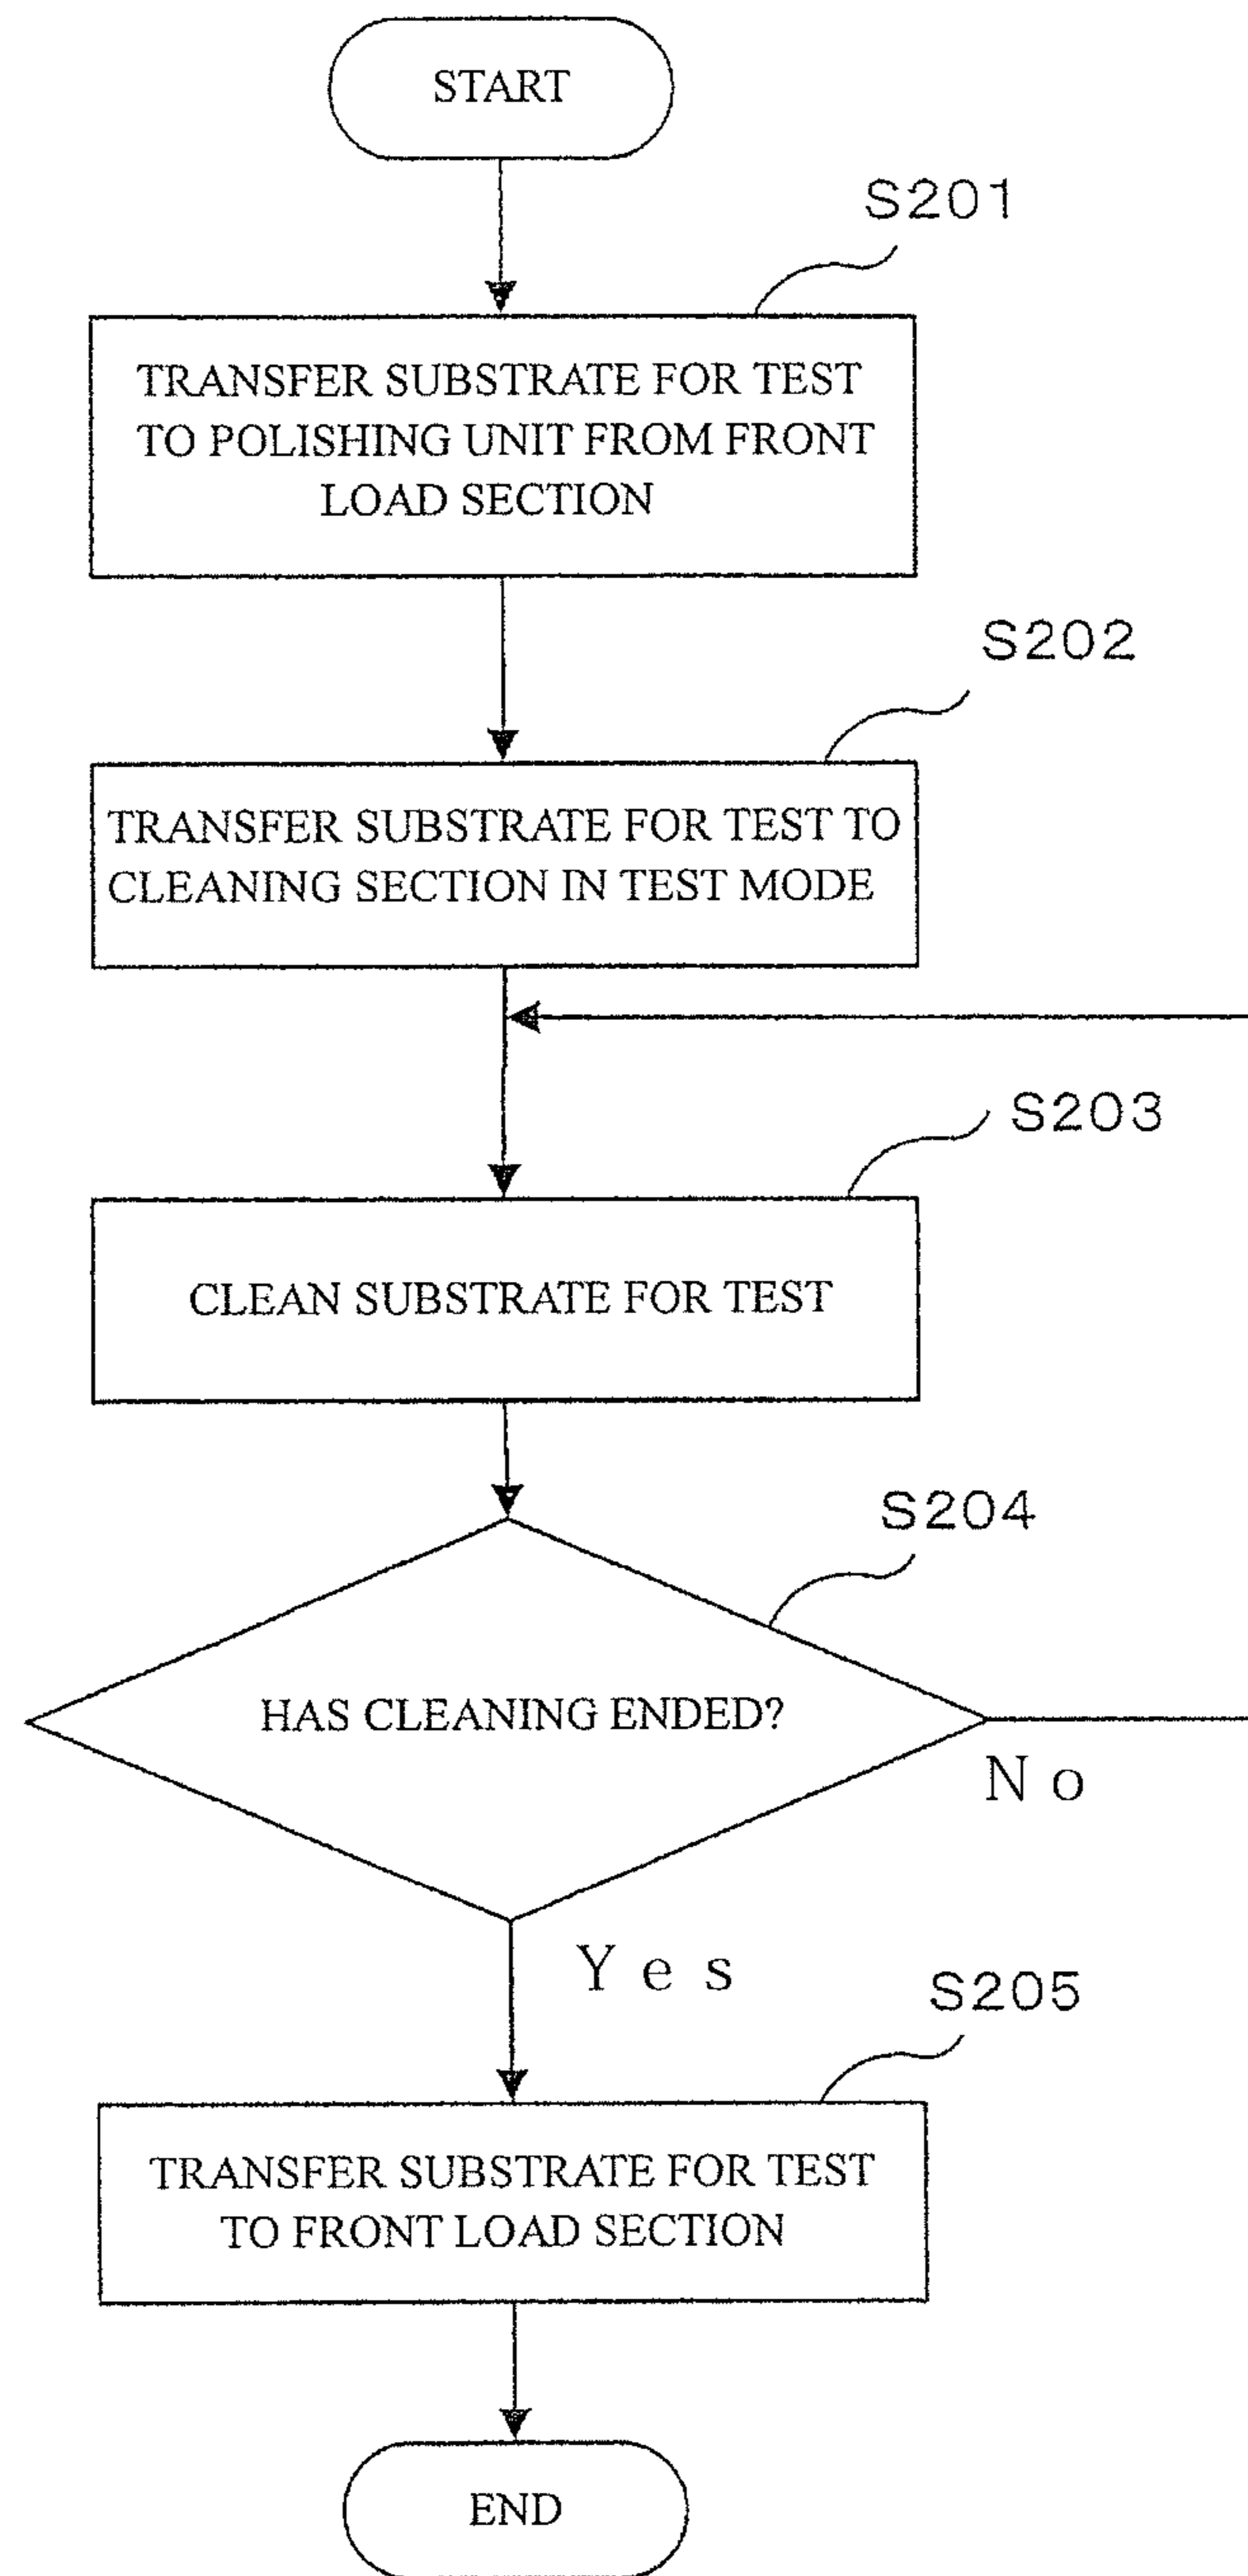 START
S201
TRANSFER SUBSTRATE FOR TEST
TO POLISHING UNIT FROM FRONT
LOAD SECTION
S202
TRANSFER SUBSTRATE FOR TEST TO
CLEANING SECTION IN TEST MODE
S203
CLEAN SUBSTRATE FOR TEST
S204
HAS CLEANING ENDED?
No
Yes
S205
TRANSFER SUBSTRATE FOR TEST
TO FRONT LOAD SECTION
END